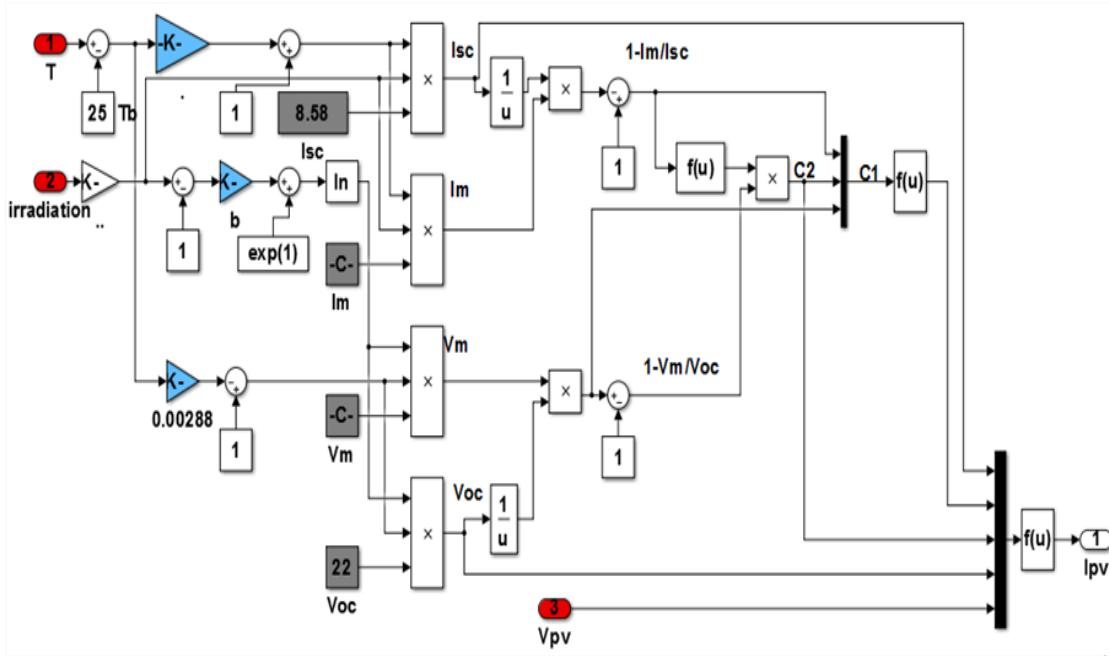 1
T
25
Tb
-K-
.
1
8.58
Isc
×
Isc
1
u
×
1-Im/Isc
1
f(u)
×
C2
C1
f(u)
2
irradiation
K-
..
1
K-
b
exp(1)
ln
Im
×
-C-
Im
K-
0.00288
1
Vm
×
-C-
Vm
×
1-Vm/Voc
1
Voc
×
22
Voc
1
u
3
Vpv
f(u)
1
Ipv